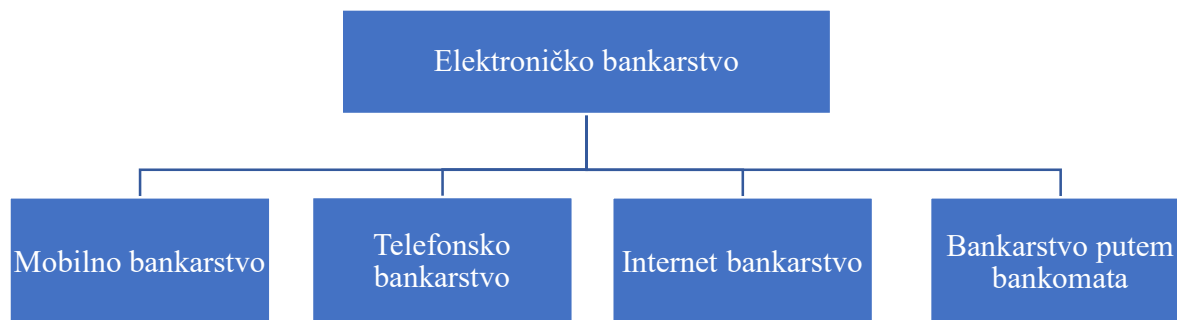 Elektroničko bankarstvo
Mobilno bankarstvo
Telefonsko
bankarstvo
Internet bankarstvo
Bankarstvo putem
bankomata